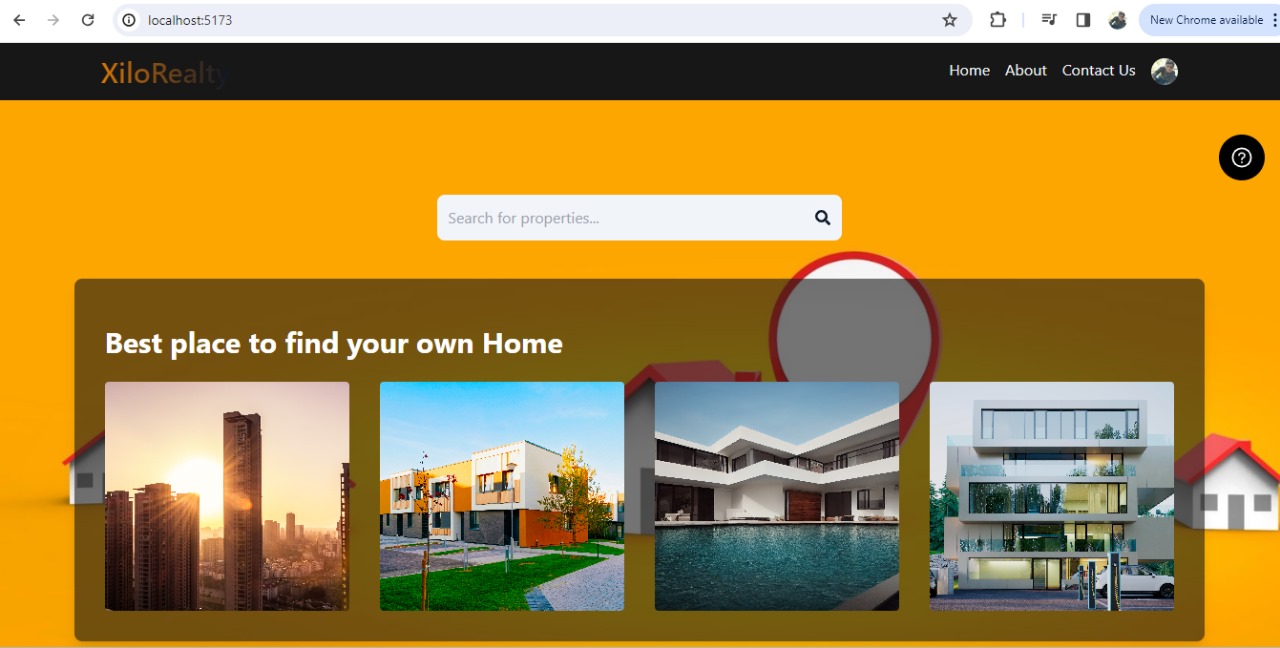 localhost:5173
New Chrome available
XiloRealty
Home About Contact Us
Search for properties...
Best place to find your own Home